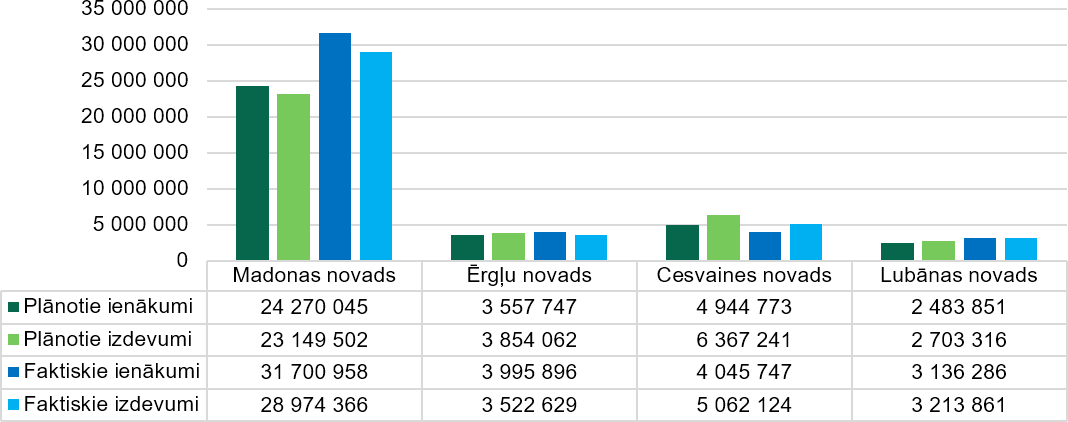 35 000 000
30 000 000
25 000 000
20 000 000
15 000 000
10 000 000
5 000 000
0
Madonas novads Ērgļu novads Cesvaines novads Lubānas novads
Plānotie ienākumi 24 270 045 3 557 747 4 944 773 2 483 851
Plānotie izdevumi 23 149 502 3 854 062 6 367 241 2 703 316
Faktiskie ienākumi 31 700 958 3 995 896 4 045 747 3 136 286
Faktiskie izdevumi 28 974 366 3 522 629 5 062 124 3 213 861